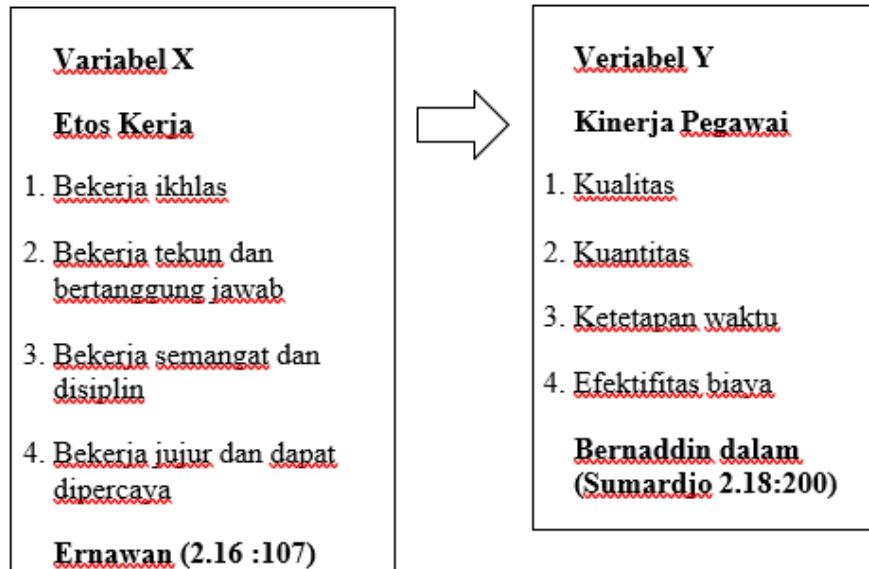 Variabel X
Etos Kerja
1. Bekerja ikhlas
2. Bekerja tekun dan
bertanggung jawab
3. Bekerja semangat dan
disiplin
4. Bekerja jujur dan dapat
dipercaya
Ernawan (2.16 :107)
Veriabel Y
Kinerja Pegawai
1. Kualitas
2. Kuantitas
3. Ketetapan waktu
4. Efektifitas biaya
Bernaddin dalam
(Sumardjo 2.18:200)